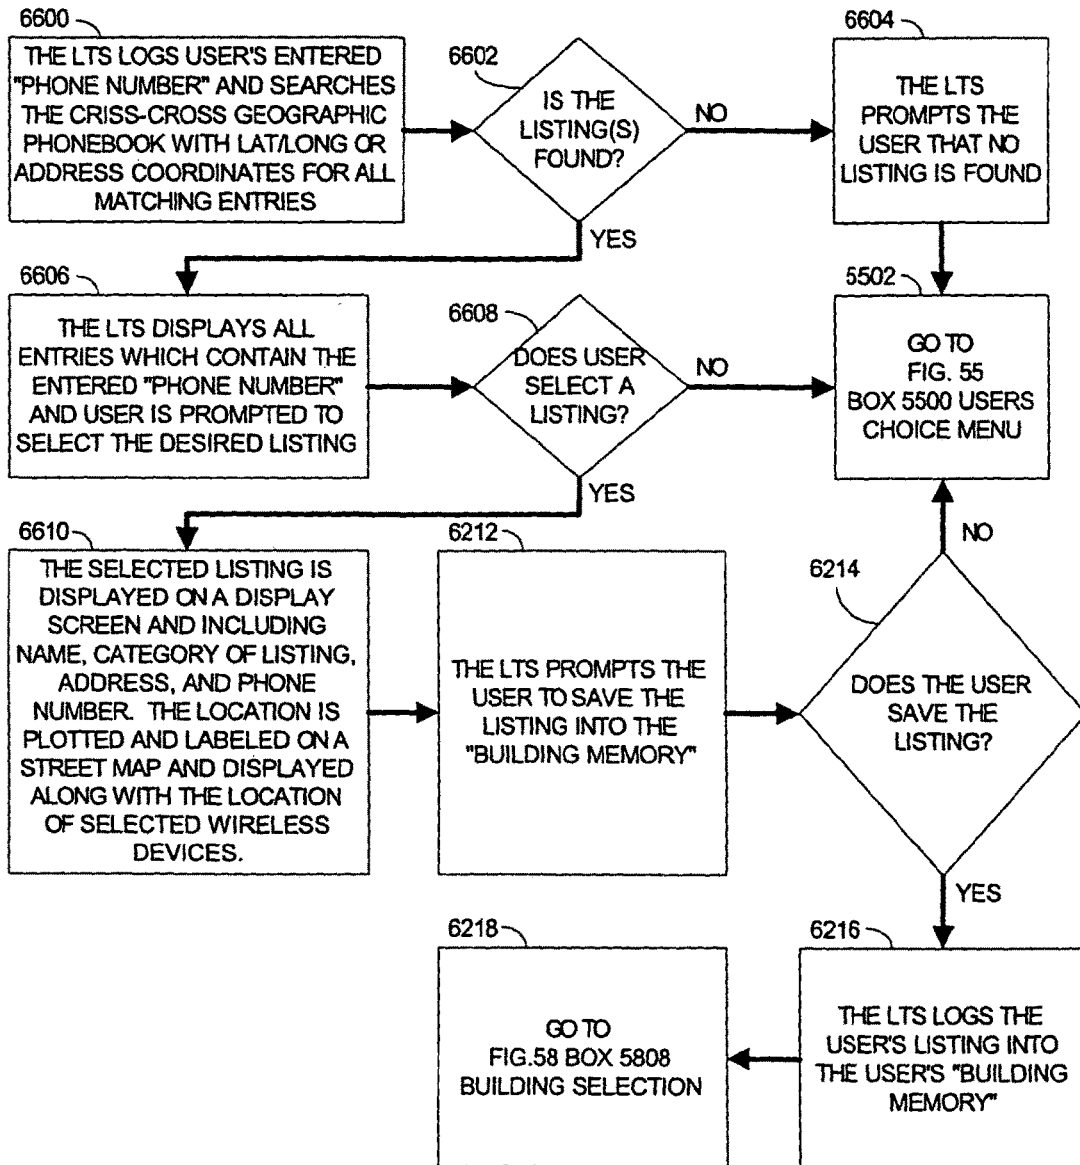 6600
THE LTS LOGS USER'S ENTERED
"PHONE NUMBER" AND SEARCHES
THE CRISS-CROSS GEOGRAPHIC
PHONEBOOK WITH LAT/LONG OR
ADDRESS COORDINATES FOR ALL
MATCHING ENTRIES
6602
IS THE
LISTING(S)
FOUND?
NO
YES
6604
THE LTS
PROMPTS THE
USER THAT NO
LISTING IS FOUND
6606
THE LTS DISPLAYS ALL
ENTRIES WHICH CONTAIN THE
ENTERED "PHONE NUMBER"
AND USER IS PROMPTED TO
SELECT THE DESIRED LISTING
6608
DOES USER
SELECT A
LISTING?
NO
YES
5502
GO TO
FIG. 55
BOX 5500 USERS
CHOICE MENU
6610
THE SELECTED LISTING IS
DISPLAYED ON A DISPLAY
SCREEN AND INCLUDING
NAME, CATEGORY OF LISTING,
ADDRESS, AND PHONE
NUMBER. THE LOCATION IS
PLOTTED AND LABELED ON A
STREET MAP AND DISPLAYED
ALONG WITH THE LOCATION
OF SELECTED WIRELESS
DEVICES.
6212
THE LTS PROMPTS THE
USER TO SAVE THE
LISTING INTO THE
"BUILDING MEMORY"
6214
DOES THE USER
SAVE THE
LISTING?
NO
YES
6216
THE LTS LOGS THE
USER'S LISTING INTO
THE USER'S "BUILDING
MEMORY"
6218
GO TO
FIG.58 BOX 5808
BUILDING SELECTION